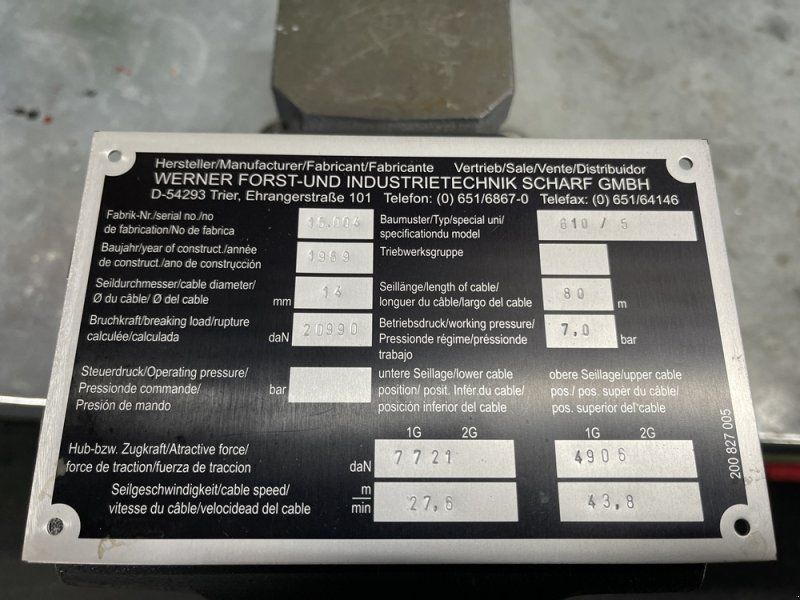 Hersteller/Manufacturer/Fabricant/Fabricante Vertrieb/Sale/Vente/Distribuidor
WERNER FORST-UND INDUSTRIETECHNIK SCHARF GMBH
D-54293 Trier, Ehrangerstraße 101 Telefon: (0) 651/6867-0 Telefax: (0) 651/64146
Fabrik-Nr./serial no./no
de fabrication/No de fabrica
15.004
Baumuster/Typ/special uni/
specificationdu model
610 / 5
Baujahr/year of construct./année
de construct./ano de construcción
1989
Triebwerksgruppe
Seildurchmesser/cable diameter/
Ø du câble/ Ø del cable
mm 14
Seillänge/length of cable/
longuer du câble/largo del cable
80 m
Bruchkraft/breaking load/rupture
calculée/calculada
daN 20990
Betriebsdruck/working pressure/
Pressionde régime/préssionde
trabajo
7,0 bar
Steuerdruck/Operating pressure/
Pressionde commande/
Presión de mando
bar
untere Seillage/lower cable
position/ posit. Infér.du cable/
posición inferior del cable
obere Seillage/upper cable
pos./ pos. supèr du câble/
pos. superior del cable
1G 2G 1G 2G
Hub-bzw. Zugkraft/Atractive force/
force de traction/fuerza de traccion
daN 7721 4906
Seilgeschwindigkeit/cable speed/
vitesse du câble/velocidead del cable
m
min
27,6 43,8
200 827 005